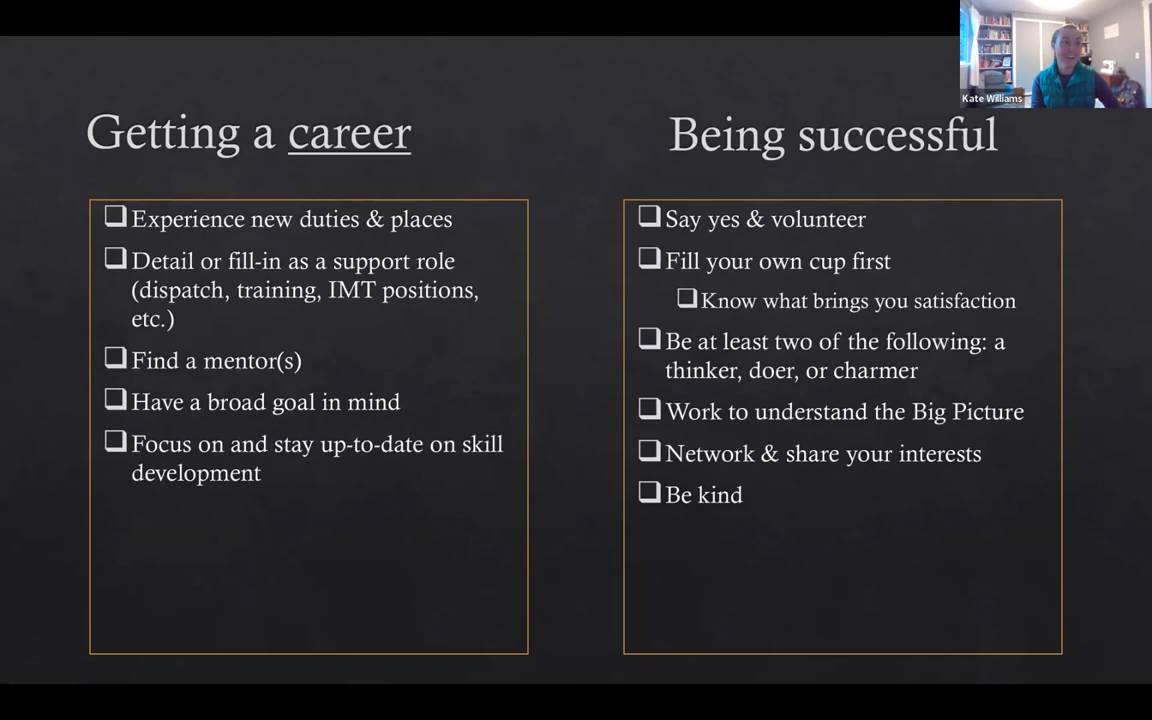 Kate Williams
Getting a career
Experience new duties & places
Detail or fill-in as a support role
(dispatch, training, IMT positions,
etc.)
Find a mentor(s)
Have a broad goal in mind
Focus on and stay up-to-date on skill
development
Being successful
Say yes & volunteer
Fill your own cup first
Know what brings you satisfaction
Be at least two of the following: a
thinker, doer, or charmer
Work to understand the Big Picture
Network & share your interests
Be kind